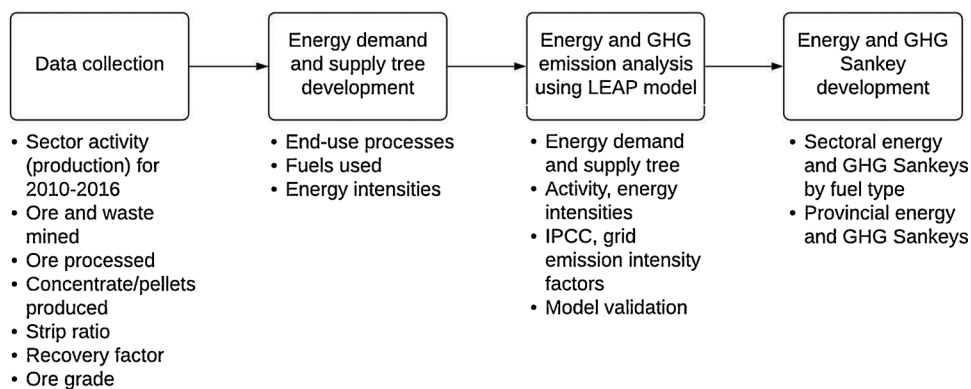 Data collection
Energy demand
and supply tree
development
Energy and GHG
emission analysis
using LEAP model
Energy and GHG
Sankey
development
• Sector activity
(production) for
2010-2016
• Ore and waste
mined
• Ore processed
• Concentrate/pellets
produced
• Strip ratio
• Recovery factor
• Ore grade
• End-use processes
• Fuels used
• Energy intensities
• Energy demand
and supply tree
• Activity, energy
intensities
• IPCC, grid
emission intensity
factors
• Model validation
• Sectoral energy
and GHG Sankeys
by fuel type
• Provincial energy
and GHG Sankeys